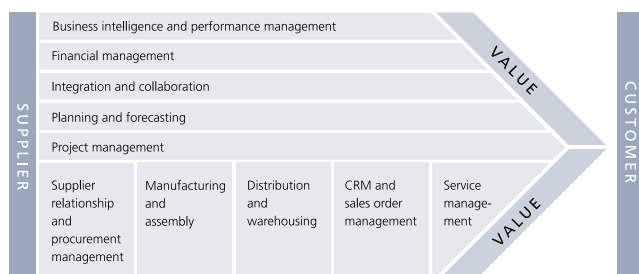 SUPPLIER
Business intelligence and performance management
Financial management
Integration and collaboration
Planning and forecasting
Project management
Supplier
relationship
and
procurement
management
Manufacturing
and
assembly
Distribution
and
warehousing
CRM and
sales order
management
Service
manage-
ment
VALUE
VALUE
CUSTOMER